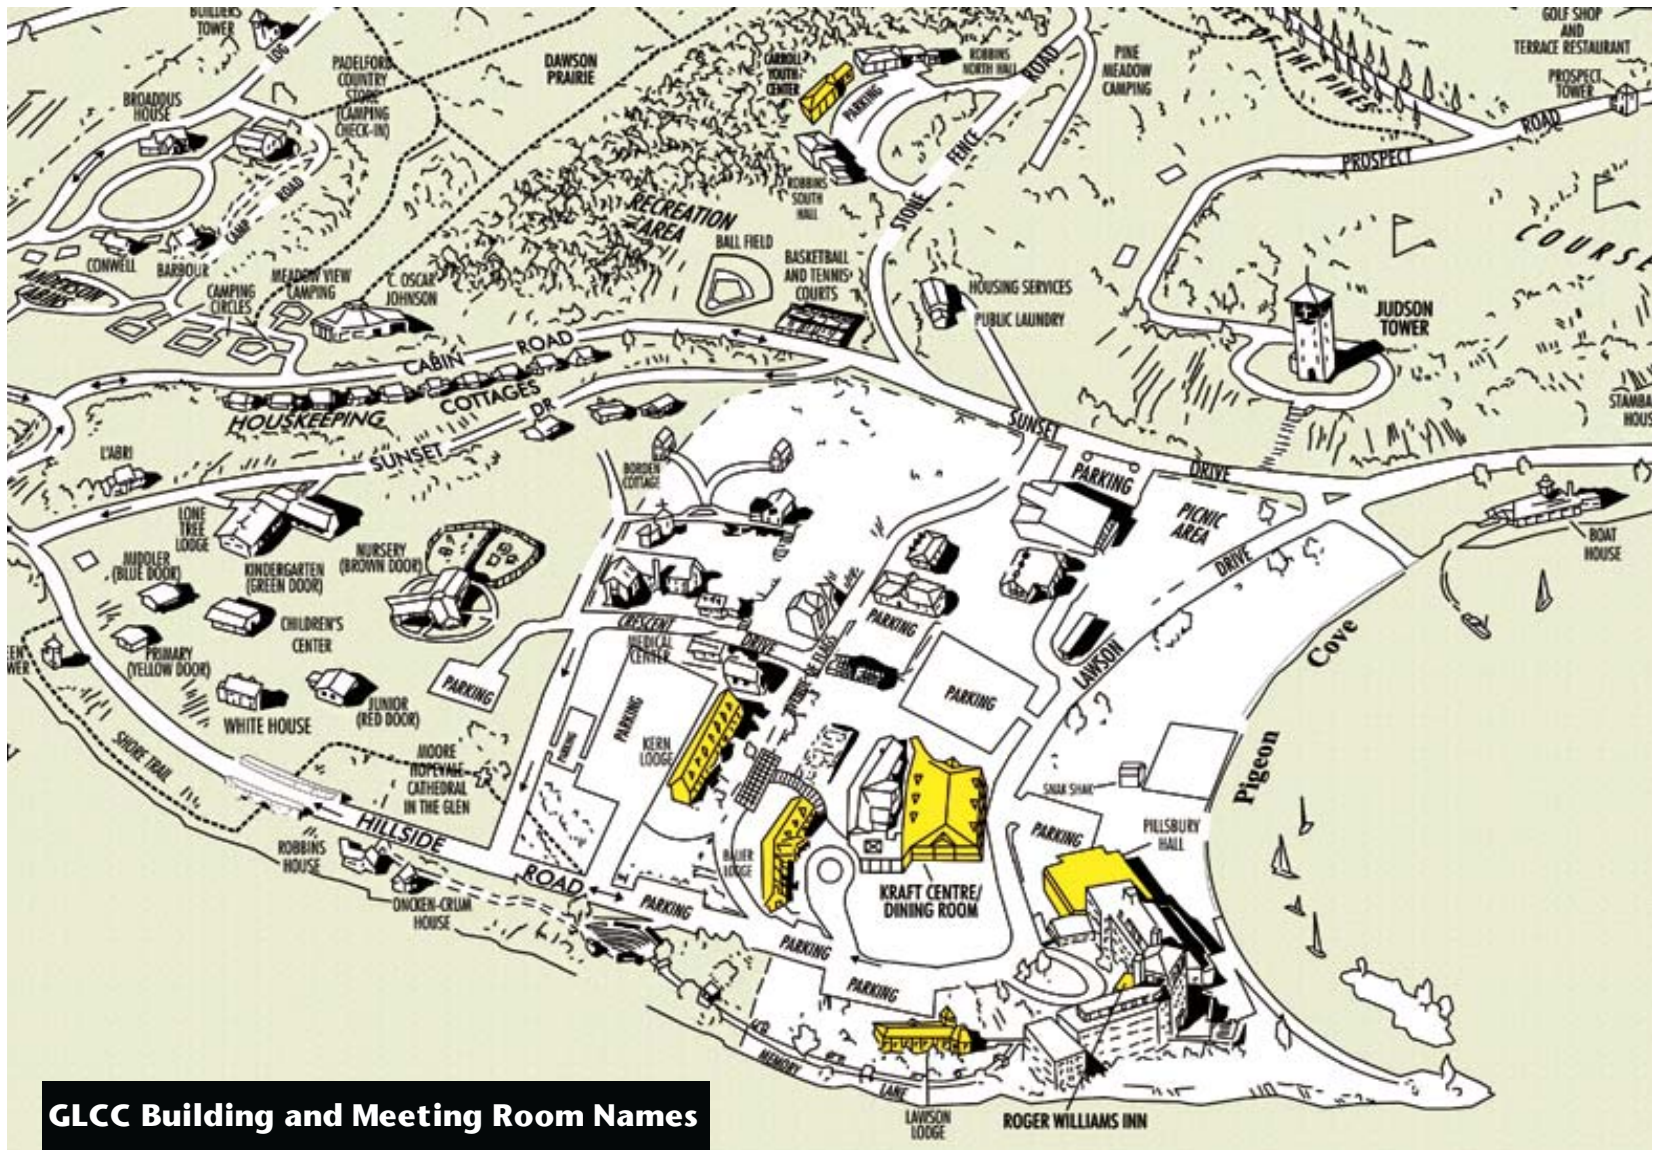 BUILDERS
TOWER
LOG
PADELFORD
COUNTRY
STORE
(CAMPING
CHECK-IN)
DAWSON
PRAIRIE
CARROLL
YOUTH
CENTER
ROBBINS
NORTH HALL
PARKING
ROAD
PINE
MEADOW
CAMPING
OF THE PINES
GOLF SHOP
AND
TERRACE RESTAURANT
PROSPECT
TOWER
BROADDUS
HOUSE
FENCE
STONE
PROSPECT
ROAD
CAMP ROAD
ROBBINS
SOUTH
HALL
RECREATION
AREA
BALL FIELD
COURSE
CONWELL
BARBOUR
ANDERSON
CABINS
CAMPING
CIRCLES
MEADOW VIEW
CAMPING
C. OSCAR
JOHNSON
BASKETBALL
AND TENNIS
COURTS
HOUSING SERVICES
PUBLIC LAUNDRY
JUDSON
TOWER
CABIN ROAD
HOUSKEEPING
COTTAGES
SUNSET DR
SUNSET
DRIVE
STAMBA
HOUS
L'ABRI
BORDEN
COTTAGE
PARKING
PICNIC
AREA
BOAT
HOUSE
LONE
TREE
LODGE
MIDDLER
(BLUE DOOR)
KINDERGARTEN
(GREEN DOOR)
NURSERY
(BROWN DOOR)
CHILDREN'S
CENTER
PRIMARY
(YELLOW DOOR)
JUNIOR
(RED DOOR)
WHITE HOUSE
PARKING
CRESCENT
DRIVE
MEDICAL
CENTER
PARKING
LAWSON
DRIVE
PARKING
Pigeon
Cove
SHORE TRAIL
MOORE
HOPEVALE
CATHEDRAL
IN THE GLEN
PARKING
PARKING
KERN
LODGE
SNAK SHAK
PARKING
PILLSBURY
HALL
HILLSIDE
ROAD
ROBBINS
HOUSE
ONCKEN-CRUM
HOUSE
BAUER
LODGE
KRAFT CENTRE/
DINING ROOM
PARKING
PARKING
PARKING
MEMORY
LANE
LAWSON
LODGE
ROGER WILLIAMS INN
GLCC Building and Meeting Room Names